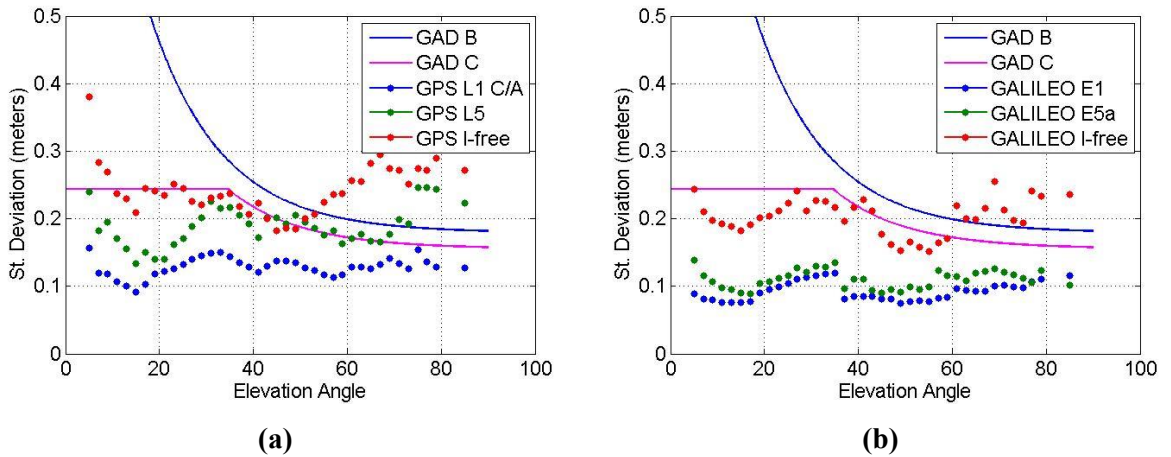 0.5
0.4
0.3
0.2
0.1
0
St. Deviation (meters)
0 20 40 60 80 100
Elevation Angle
GAD B
GAD C
GPS L1 C/A
GPS L5
GPS I-free
(a)
0.5
0.4
0.3
0.2
0.1
0
St. Deviation (meters)
0 20 40 60 80 100
Elevation Angle
GAD B
GAD C
GALILEO E1
GALILEO E5a
GALILEO I-free
(b)